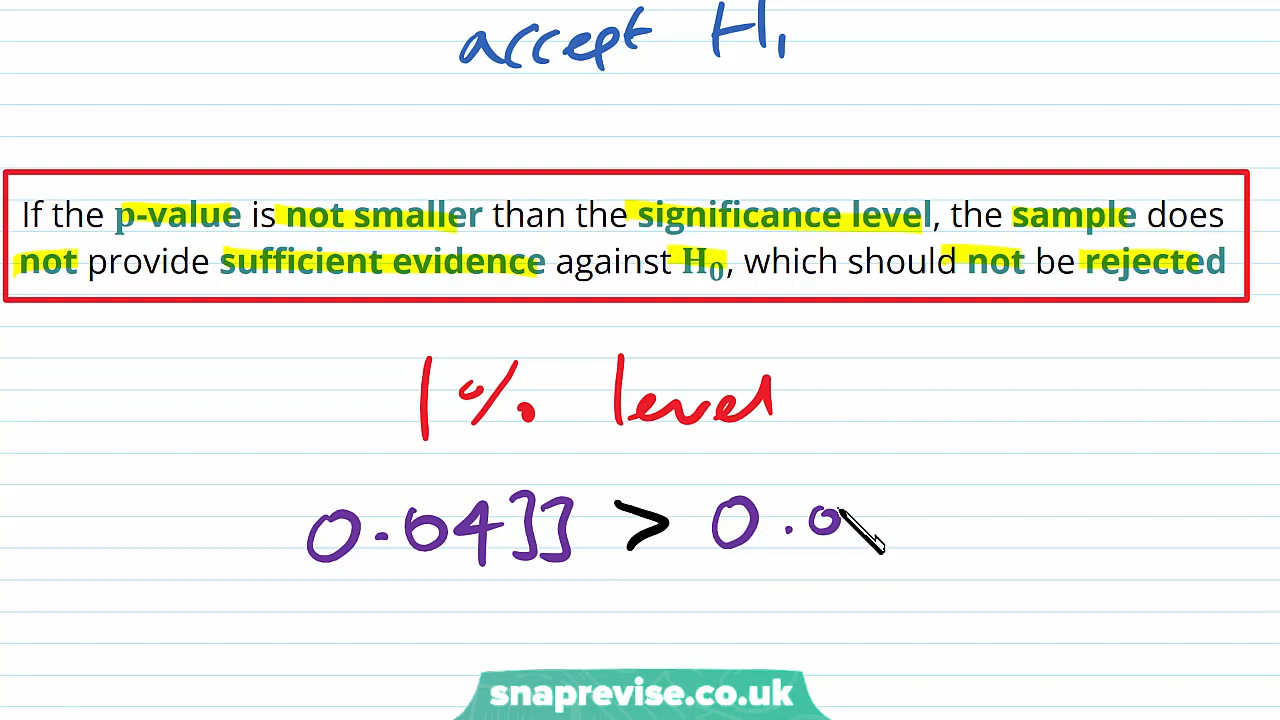 accept H₁
If the p-value is not smaller than the significance level, the sample does
not provide sufficient evidence against H₀, which should not be rejected
1% level
0.0433 > 0.0
snaprevise.co.uk